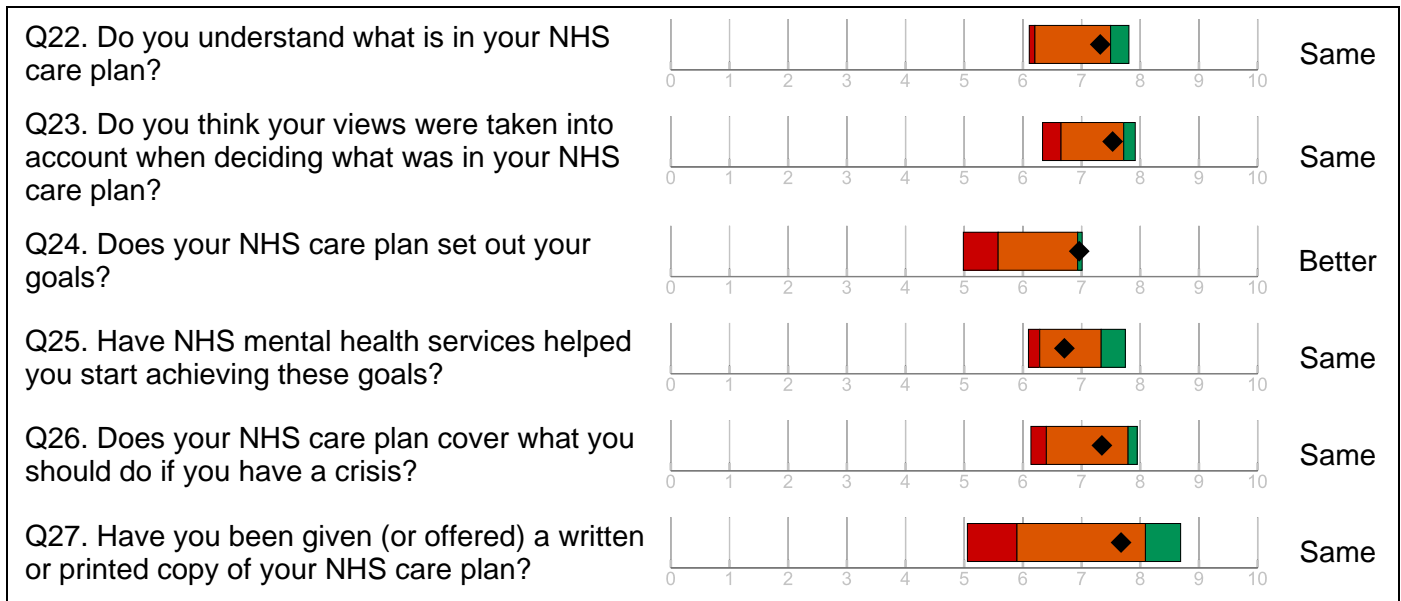 Q22. Do you understand what is in your NHS
care plan?
0 1 2 3 4 5 6 7 8 9 10
Same
Q23. Do you think your views were taken into
account when deciding what was in your NHS
care plan?
0 1 2 3 4 5 6 7 8 9 10
Same
Q24. Does your NHS care plan set out your
goals?
0 1 2 3 4 5 6 7 8 9 10
Better
Q25. Have NHS mental health services helped
you start achieving these goals?
0 1 2 3 4 5 6 7 8 9 10
Same
Q26. Does your NHS care plan cover what you
should do if you have a crisis?
0 1 2 3 4 5 6 7 8 9 10
Same
Q27. Have you been given (or offered) a written
or printed copy of your NHS care plan?
0 1 2 3 4 5 6 7 8 9 10
Same